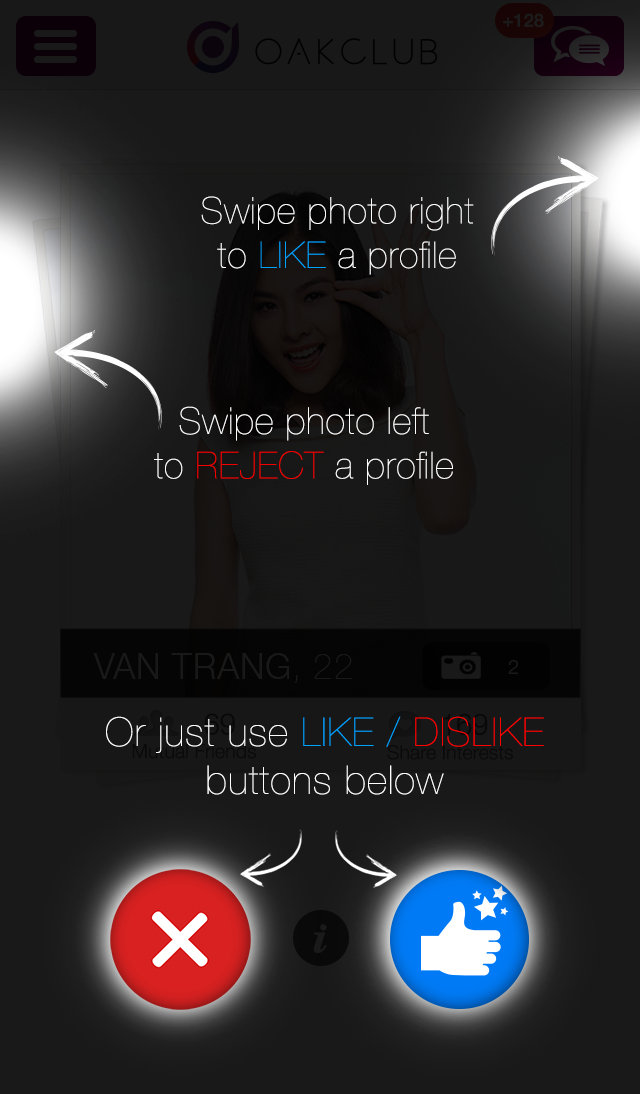 +128
OAKCLUB
Swipe photo right
to LIKE a profile
Swipe photo left
to REJECT a profile
VAN TRANG, 22
2
Or just use LIKE / DISLIKE
Mutual Friends
Share Interests
buttons below
i